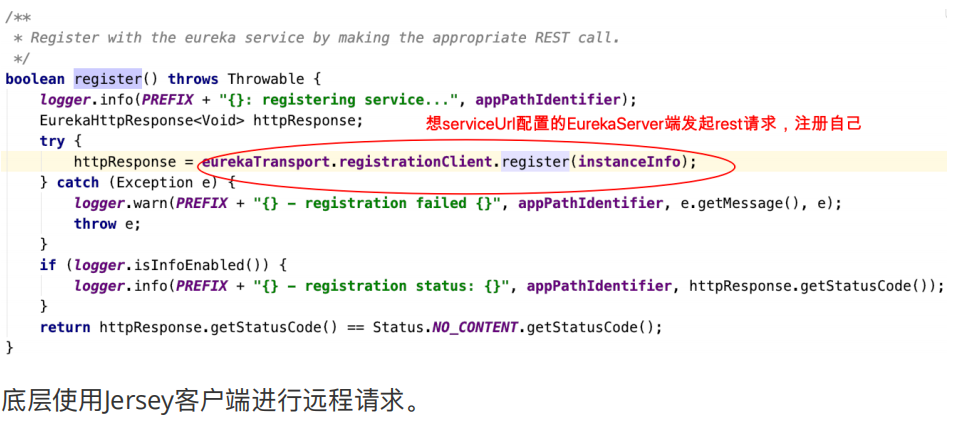 /**
 * Register with the eureka service by making the appropriate REST call.
 */
boolean register() throws Throwable {
    logger.info(PREFIX + "{}: registering service...", appPathIdentifier);
    EurekaHttpResponse<Void> httpResponse;
想serviceUrl配置的EurekaServer端发起rest请求，注册自己
    try {
        httpResponse = eurekaTransport.registrationClient.register(instanceInfo);
    } catch (Exception e) {
        logger.warn(PREFIX + "{} - registration failed {}", appPathIdentifier, e.getMessage(), e);
        throw e;
    }
    if (logger.isInfoEnabled()) {
        logger.info(PREFIX + "{} - registration status: {}", appPathIdentifier, httpResponse.getStatusCode());
    }
    return httpResponse.getStatusCode() == Status.NO_CONTENT.getStatusCode();
}
底层使用Jersey客户端进行远程请求。